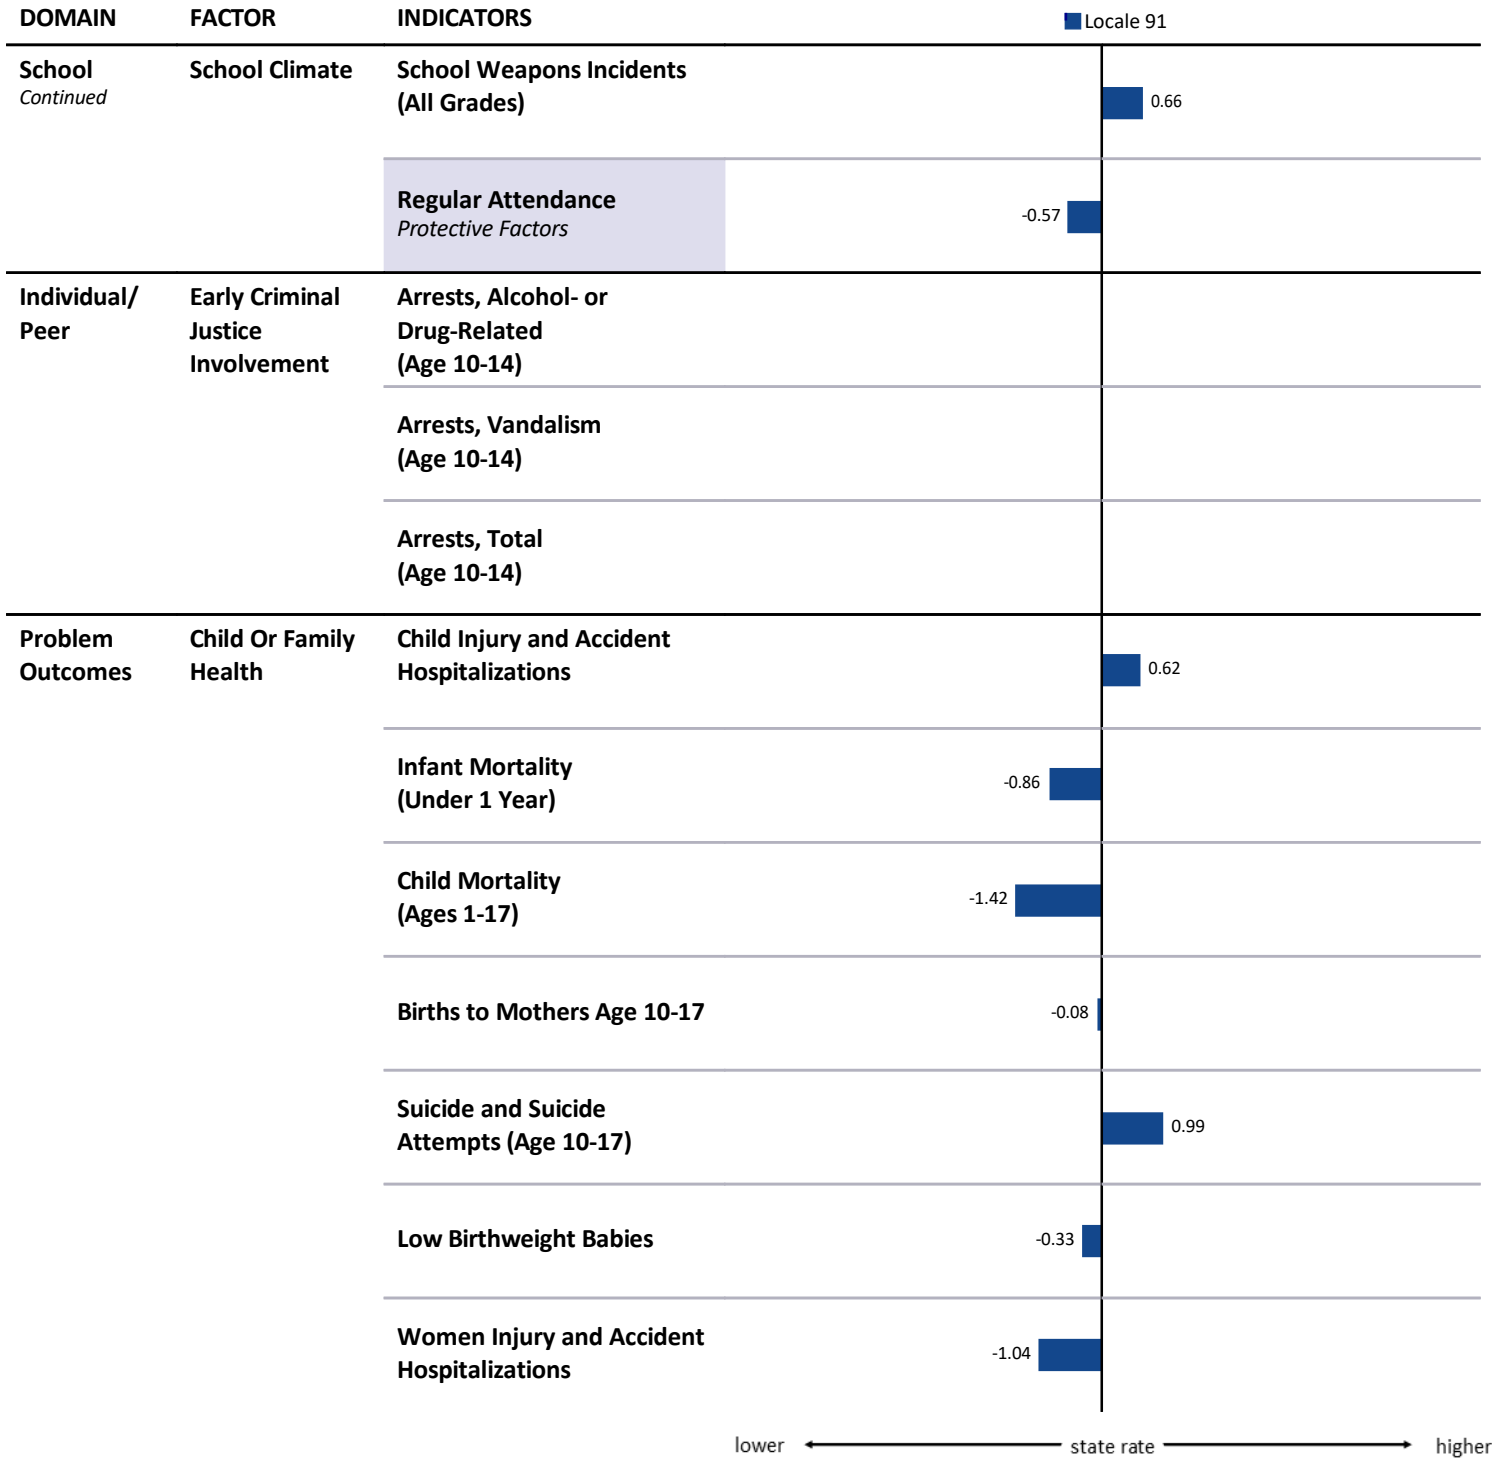 DOMAIN FACTOR INDICATORS Locale 91
School School Climate School Weapons Incidents
Continued (All Grades)
0.66
Regular Attendance
Protective Factors
-0.57
Individual/ Early Criminal Arrests, Alcohol- or
Peer Justice Drug-Related
Involvement (Age 10-14)
Arrests, Vandalism
(Age 10-14)
Arrests, Total
(Age 10-14)
Problem Child Or Family Child Injury and Accident
Outcomes Health Hospitalizations
0.62
Infant Mortality
(Under 1 Year)
-0.86
Child Mortality
(Ages 1-17)
-1.42
Births to Mothers Age 10-17 -0.08
Suicide and Suicide
Attempts (Age 10-17)
0.99
Low Birthweight Babies -0.33
Women Injury and Accident
Hospitalizations
-1.04
lower state rate higher